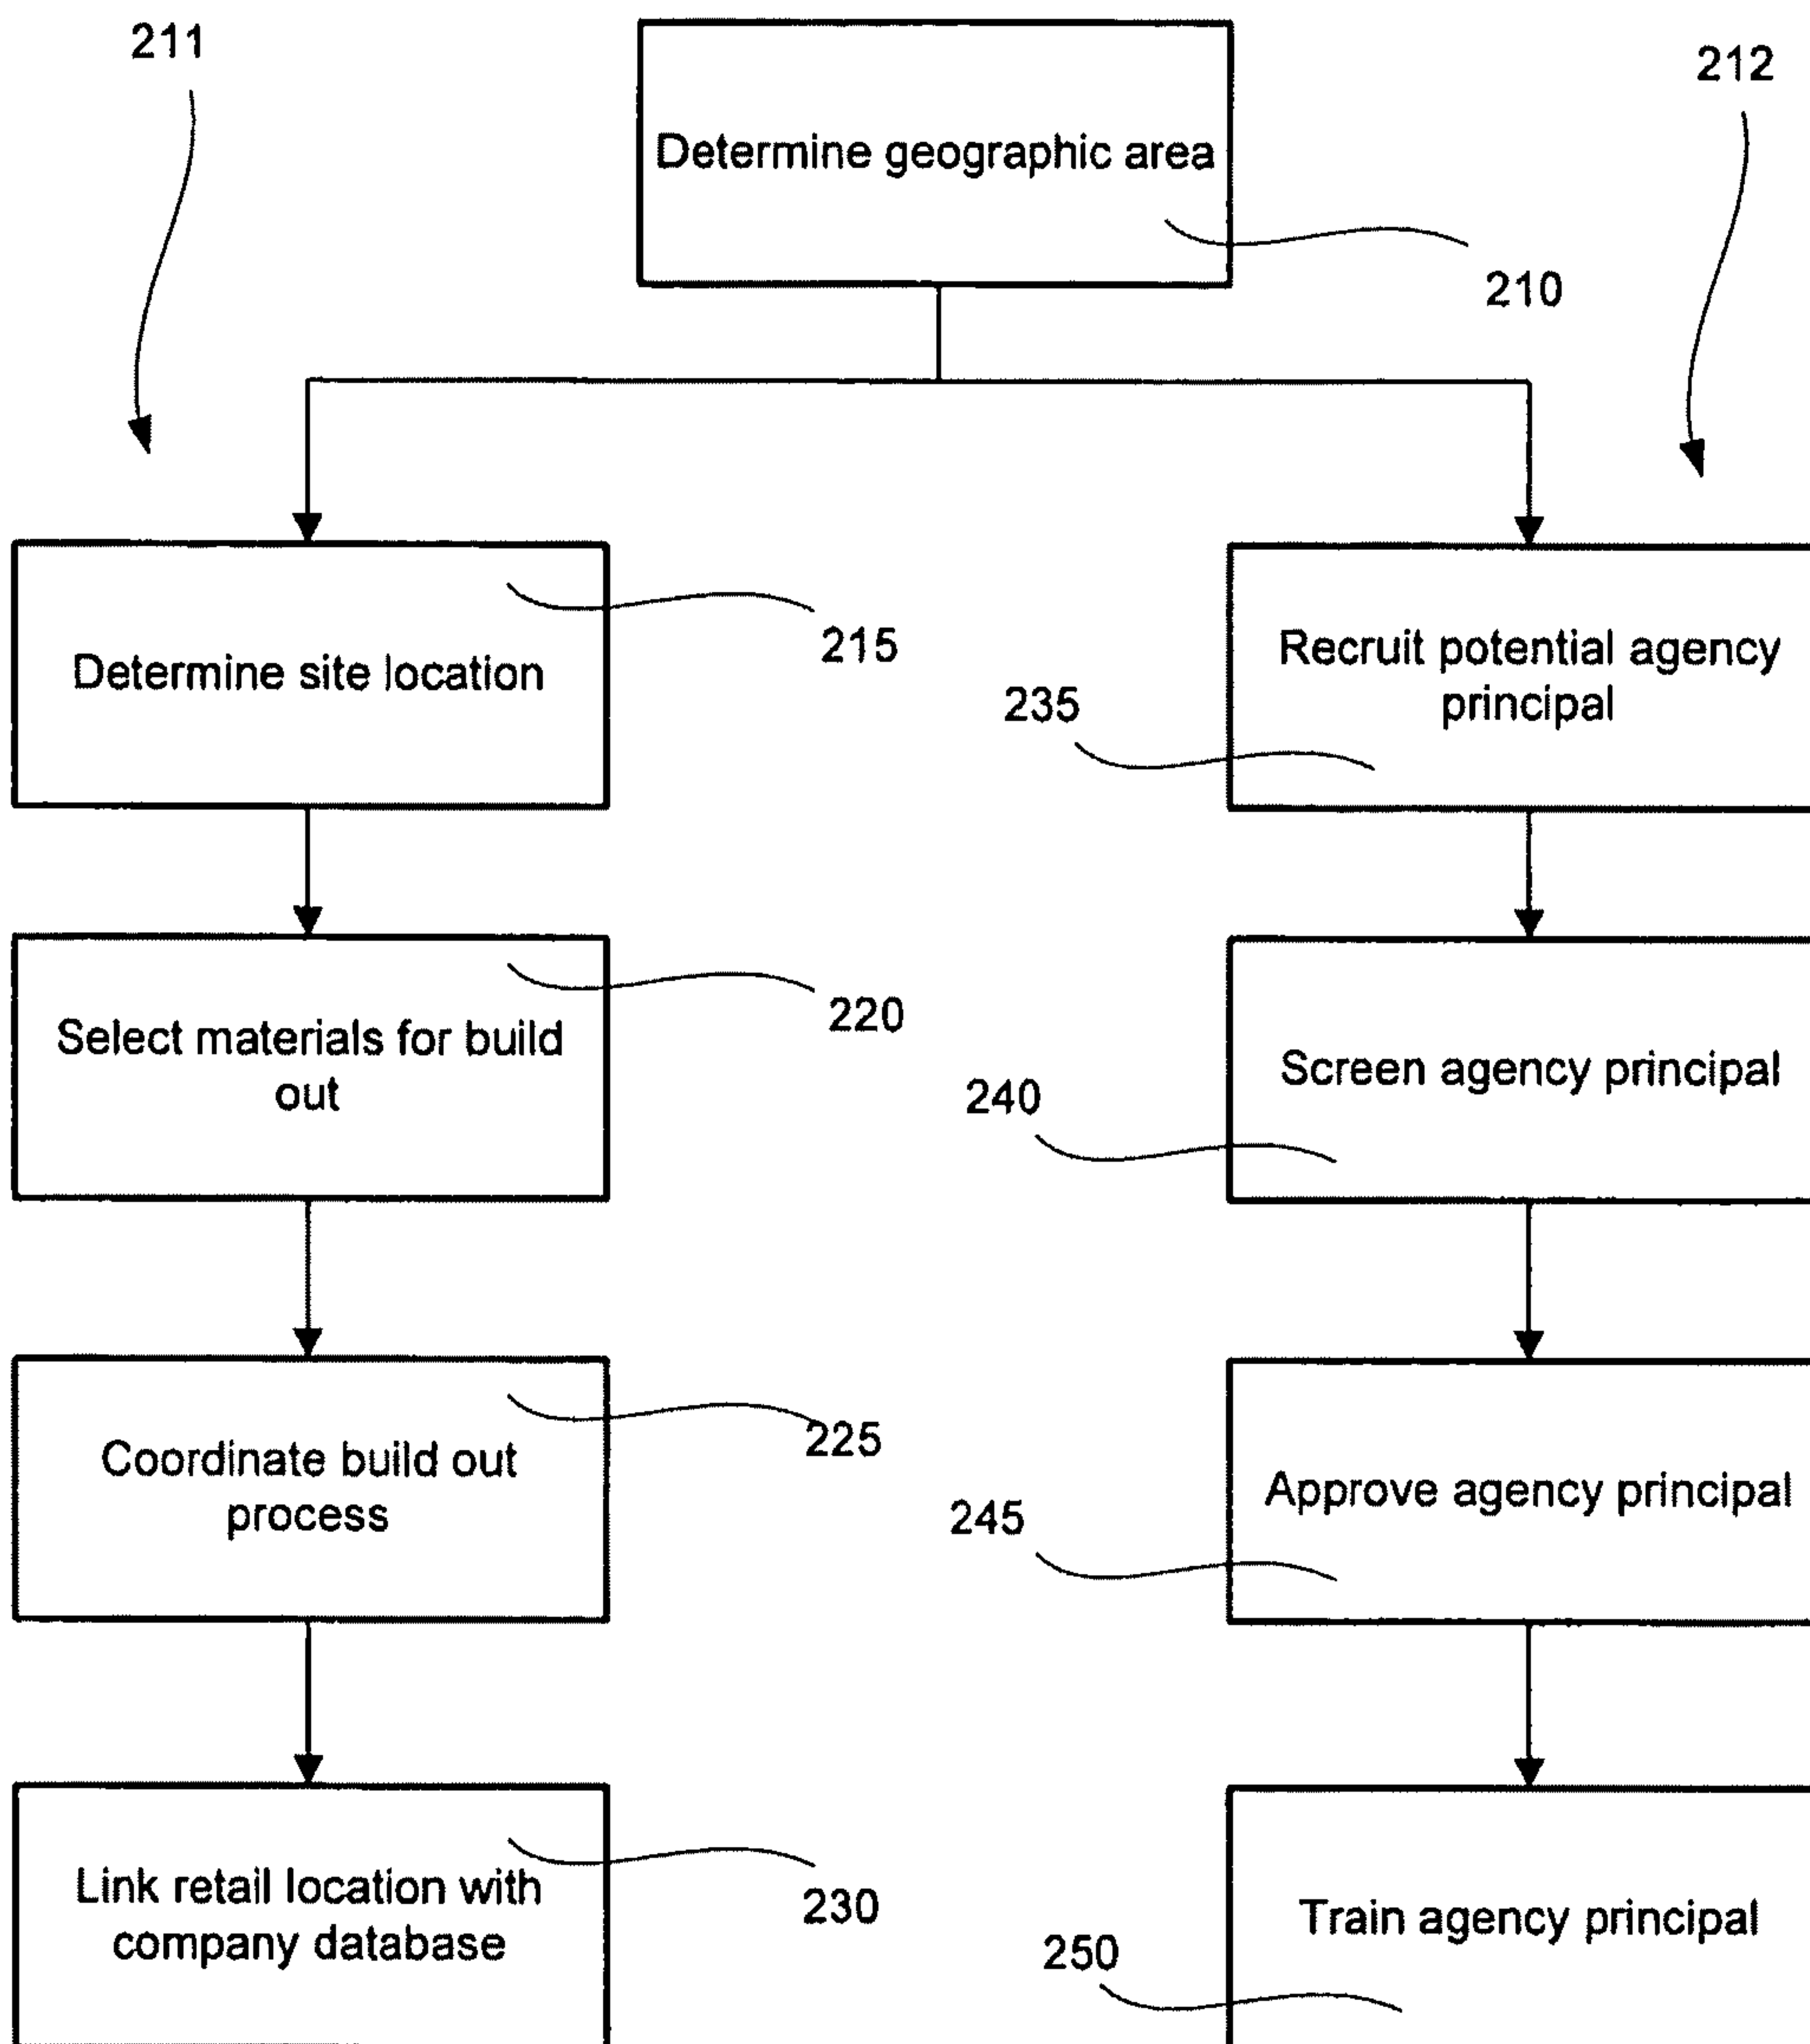 211
212
Determine geographic area
210
Determine site location
215
Recruit potential agency
principal
235
Select materials for build
out
220
Screen agency principal
240
Coordinate build out
process
225
Approve agency principal
245
Link retail location with
company database
230
Train agency principal
250